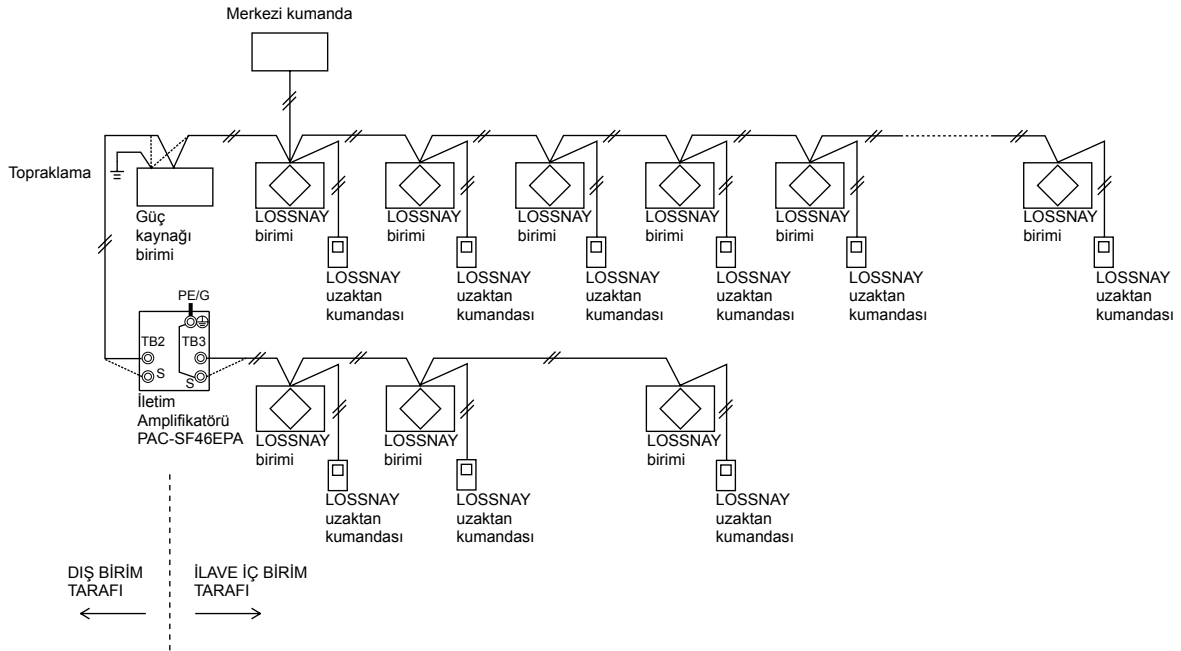 Merkezi kumanda
Topraklama
Güç
kaynağı
birimi
LOSSNAY
birimi
LOSSNAY
birimi
LOSSNAY
birimi
LOSSNAY
birimi
LOSSNAY
birimi
LOSSNAY
birimi
LOSSNAY
uzaktan
kumandası
LOSSNAY
uzaktan
kumandası
LOSSNAY
uzaktan
kumandası
LOSSNAY
uzaktan
kumandası
LOSSNAY
uzaktan
kumandası
LOSSNAY
uzaktan
kumandası
PE/G
TB2 TB3
S S
İletim
Amplifikatörü
PAC-SF46EPA
LOSSNAY
birimi
LOSSNAY
birimi
LOSSNAY
birimi
LOSSNAY
uzaktan
kumandası
LOSSNAY
uzaktan
kumandası
LOSSNAY
uzaktan
kumandası
DIŞ BİRİM
TARAFI
İLAVE İÇ BİRİM
TARAFI